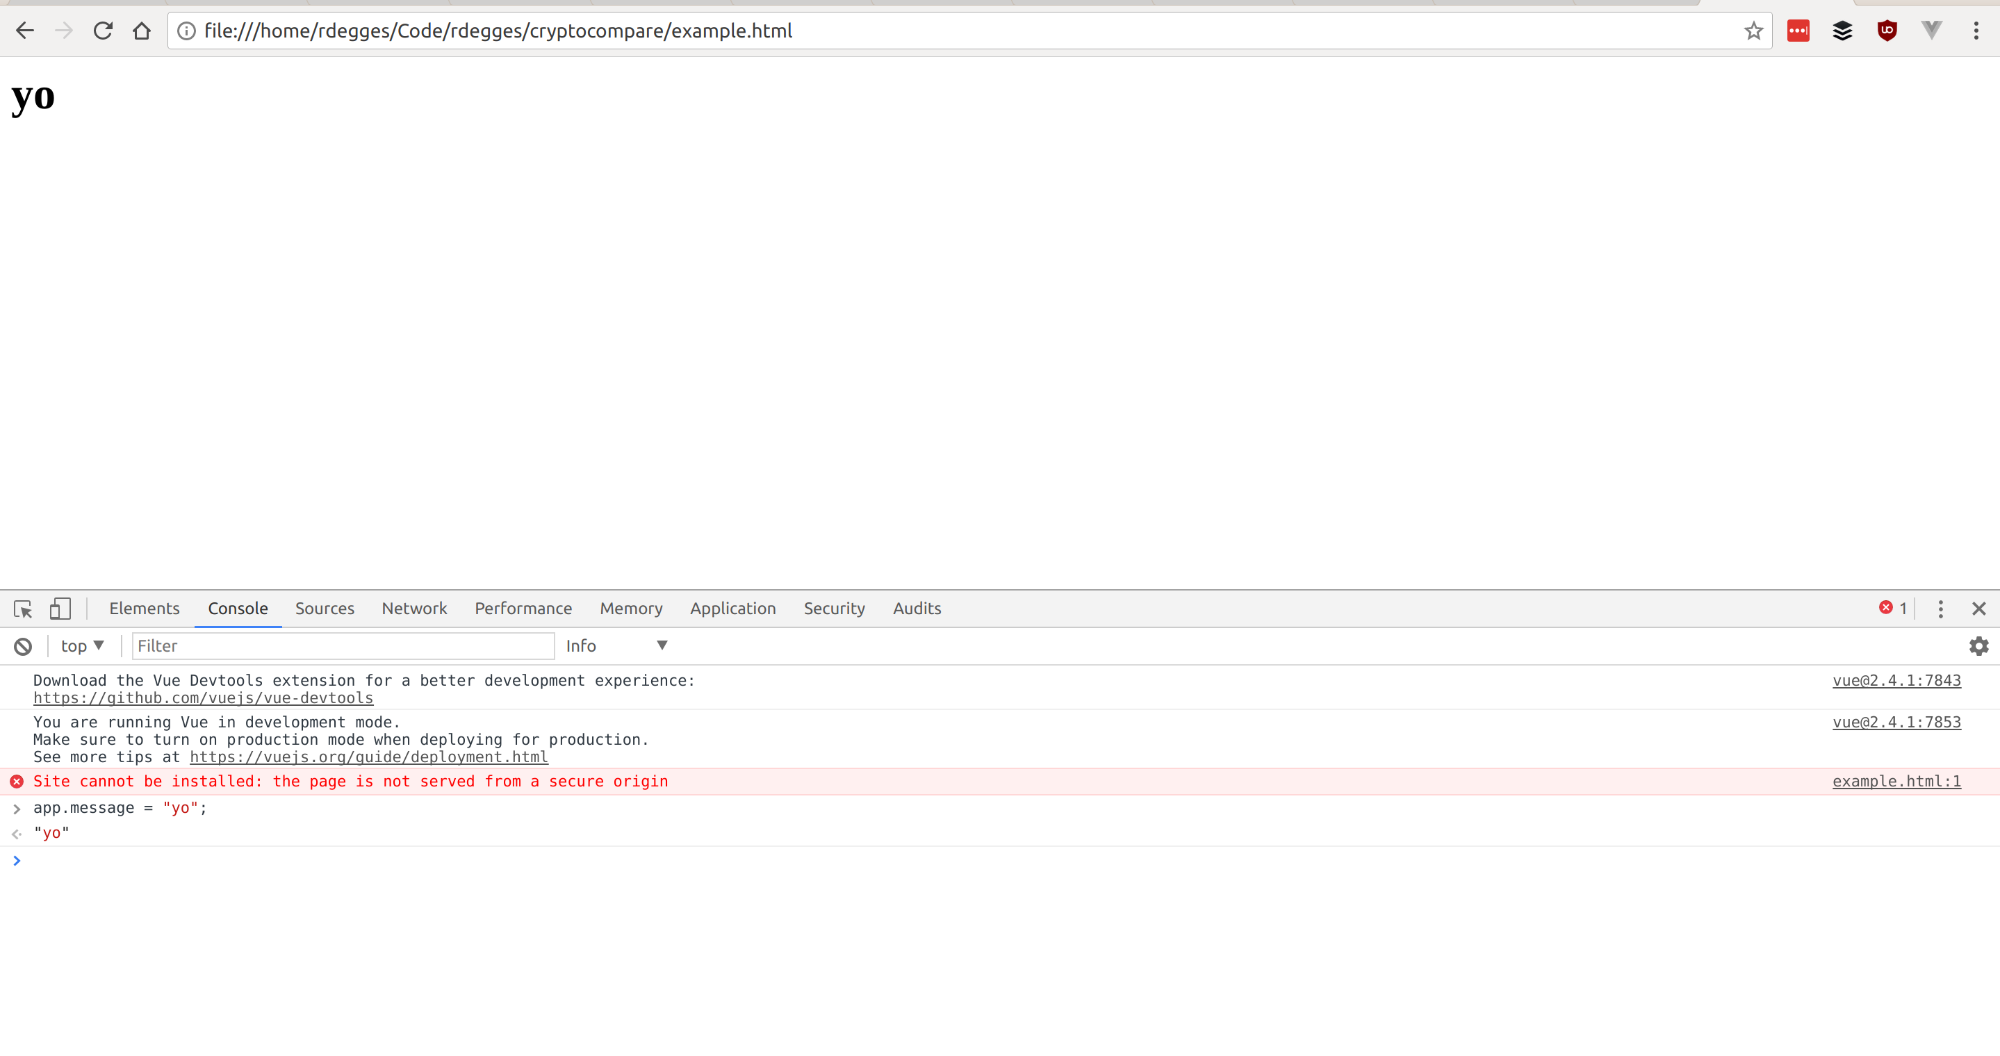 file:///home/rdegges/Code/rdegges/cryptocompare/example.html
yo
Elements Console Sources Network Performance Memory Application Security Audits 1
top ▼ Filter Info ▼
Download the Vue Devtools extension for a better development experience: vue@2.4.1:7843
https://github.com/vuejs/vue-devtools
You are running Vue in development mode. vue@2.4.1:7853
Make sure to turn on production mode when deploying for production.
See more tips at https://vuejs.org/guide/deployment.html
Site cannot be installed: the page is not served from a secure origin example.html:1
> app.message = "yo";
"yo"
>